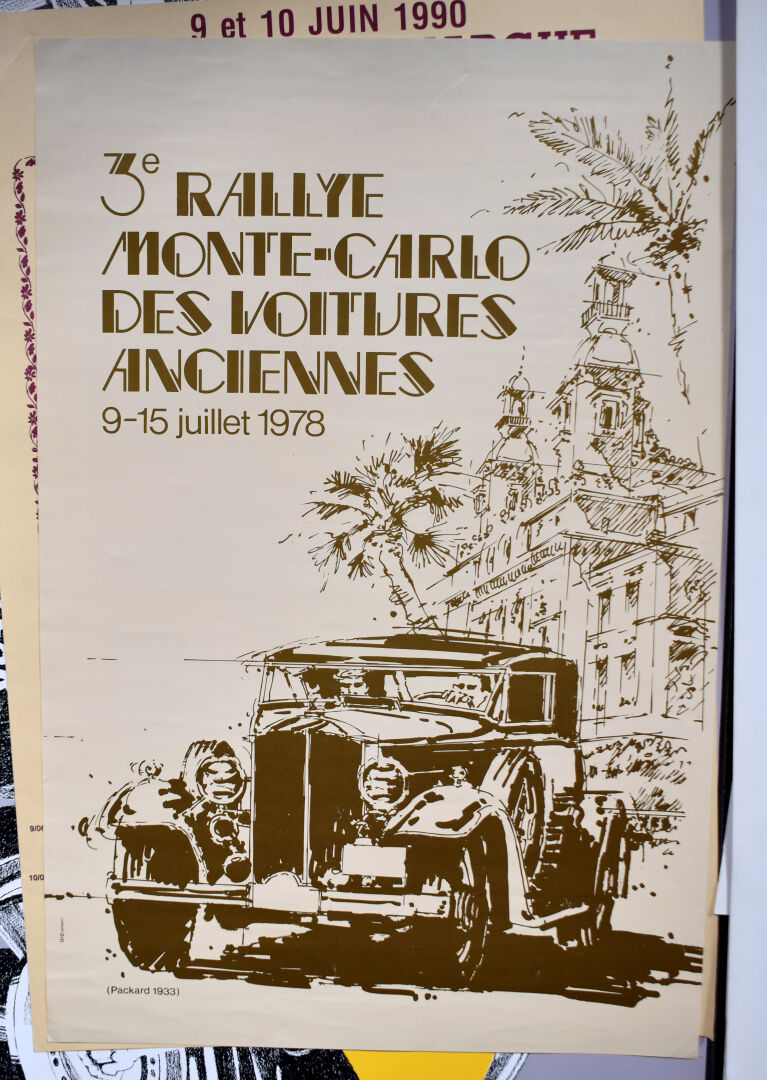 9 et 10 JUIN 1990
3e RALLYE
MONTE-CARLO
DES VOITURES
ANCIENNES
9-15 juillet 1978
(Packard 1933)